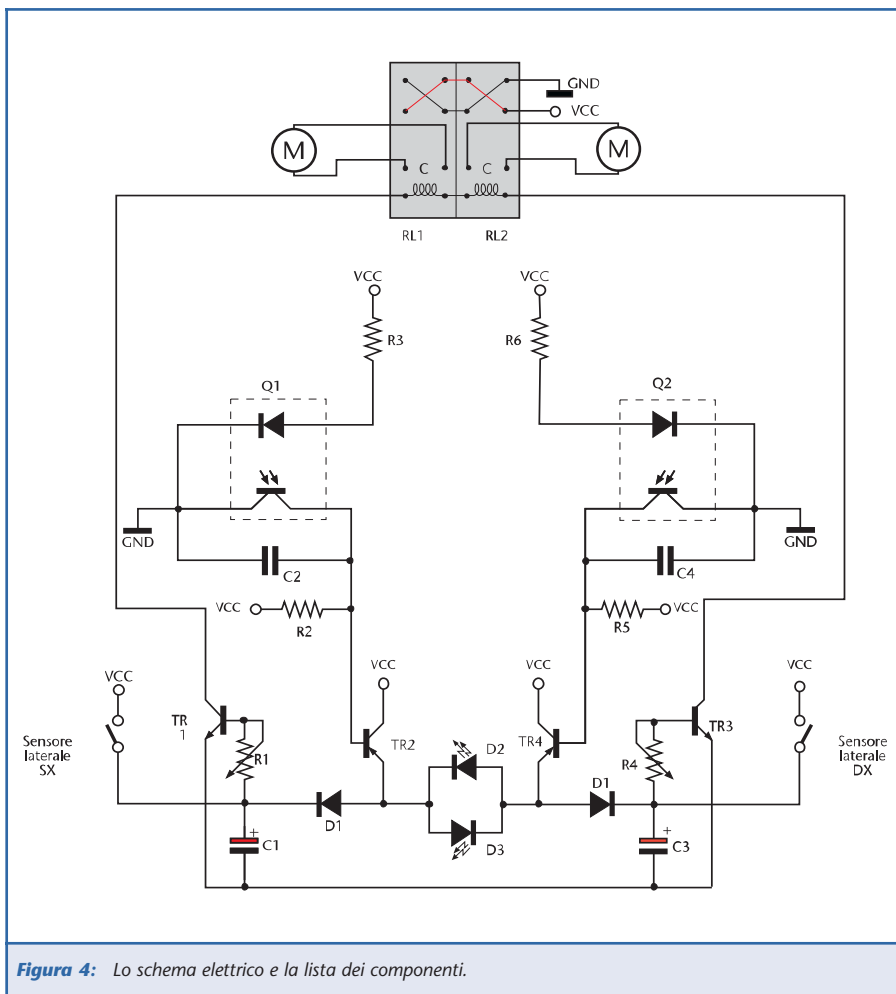 GND
VCC
M
M
C
C
RL1
RL2
VCC
VCC
R3
R6
Q1
Q2
GND
GND
C2
C4
VCC
R2
R5
VCC
VCC
VCC
VCC
VCC
Sensore
laterale
SX
TR
1
R1
TR2
D2
TR4
R4
TR3
Sensore
laterale
DX
D1
D1
D3
+
C1
+
C3
Figura 4: Lo schema elettrico e la lista dei componenti.